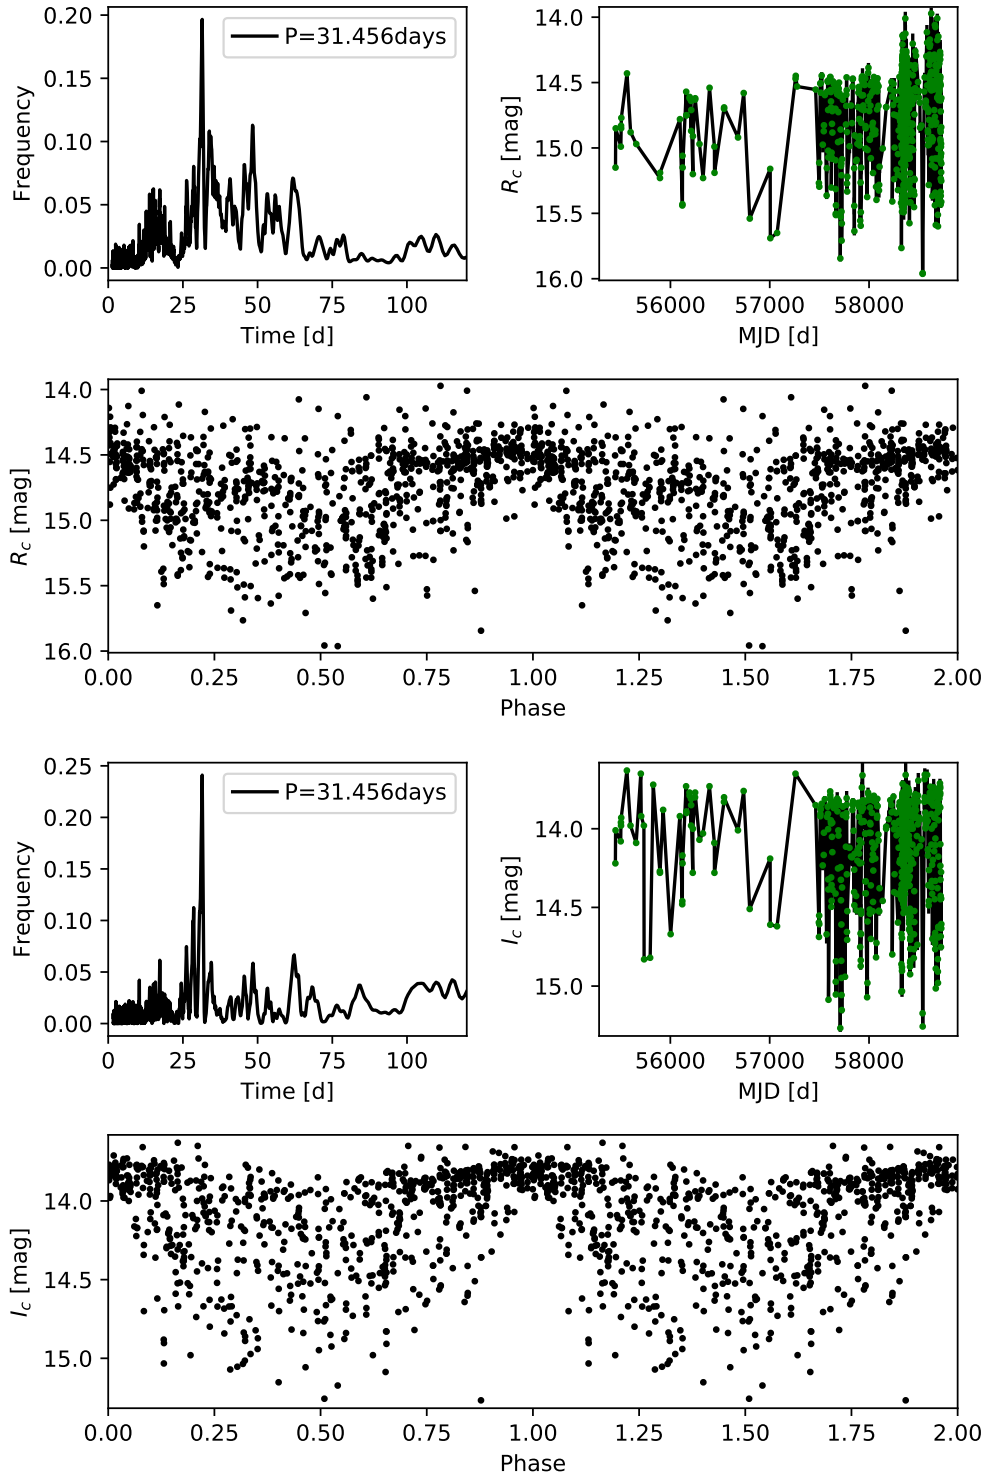 0.20
0.15
0.10
0.05
0.00
Frequency
P=31.456days
0 25 50 75 100
Time [d]
14.0
14.5
15.0
15.5
16.0
R_c [mag]
56000 57000 58000
MJD [d]
14.0
14.5
15.0
15.5
16.0
R_c [mag]
0.00 0.25 0.50 0.75 1.00 1.25 1.50 1.75 2.00
Phase
0.25
0.20
0.15
0.10
0.05
0.00
Frequency
P=31.456days
0 25 50 75 100
Time [d]
14.0
14.5
15.0
I_c [mag]
56000 57000 58000
MJD [d]
14.0
14.5
15.0
I_c [mag]
0.00 0.25 0.50 0.75 1.00 1.25 1.50 1.75 2.00
Phase